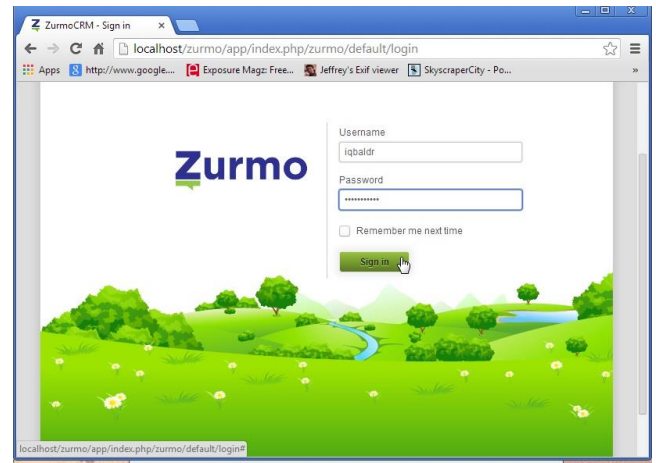 ZurmoCRM - Sign in
localhost/zurmo/app/index.php/zurmo/default/login
Apps http://www.google.... Exposure Magz: Free... Jeffrey's Exif viewer SkyscraperCity - Po... »
Username
iqbaldr
Zurmo
Password
•••••••••••
Remember me next time
Sign in
localhost/zurmo/app/index.php/zurmo/default/login#